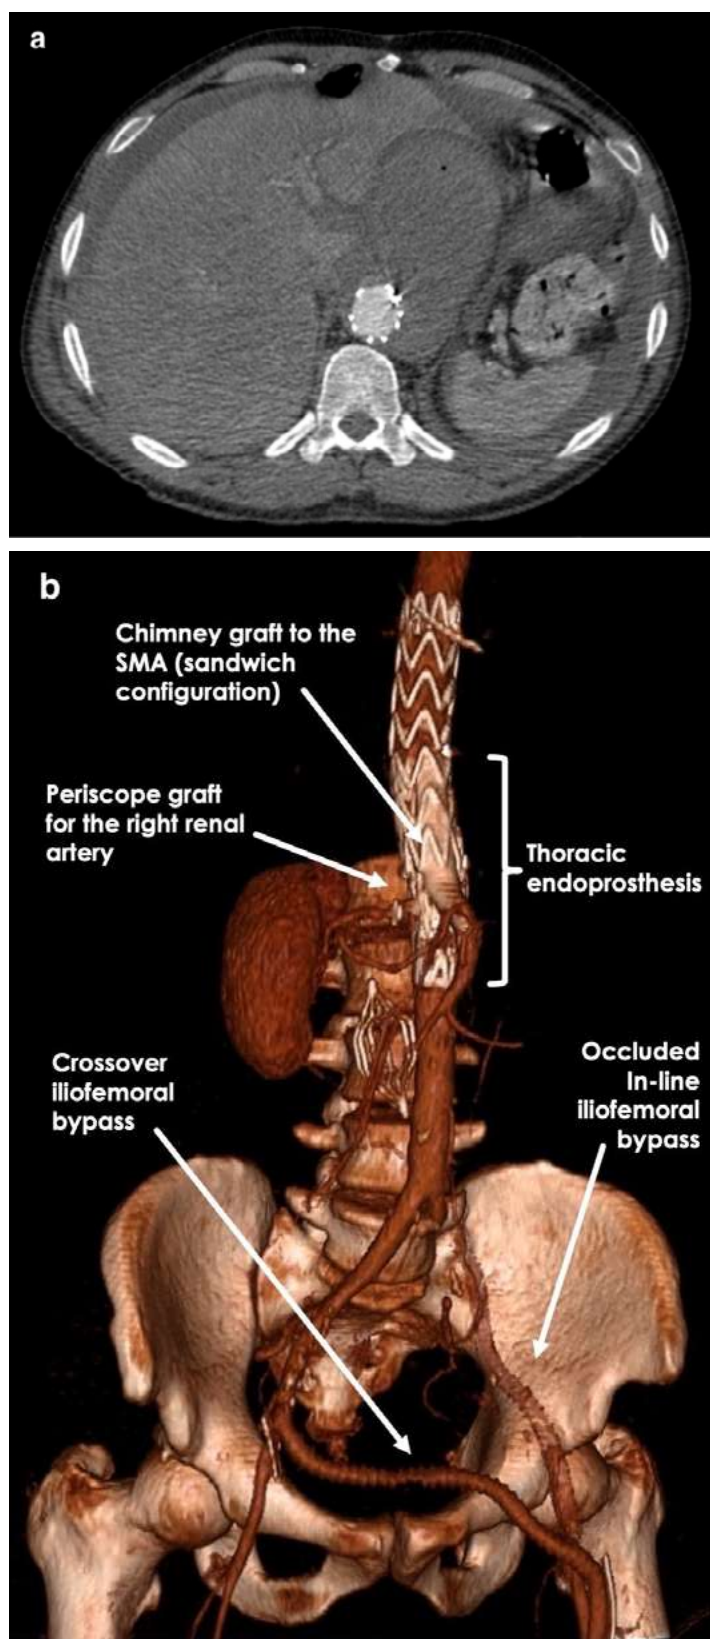 a
b
Chimney graft to the
SMA (sandwich
configuration)
Periscope graft
for the right renal
artery
Thoracic
endoprosthesis
Crossover
iliofemoral
bypass
Occluded
In-line
iliofemoral
bypass